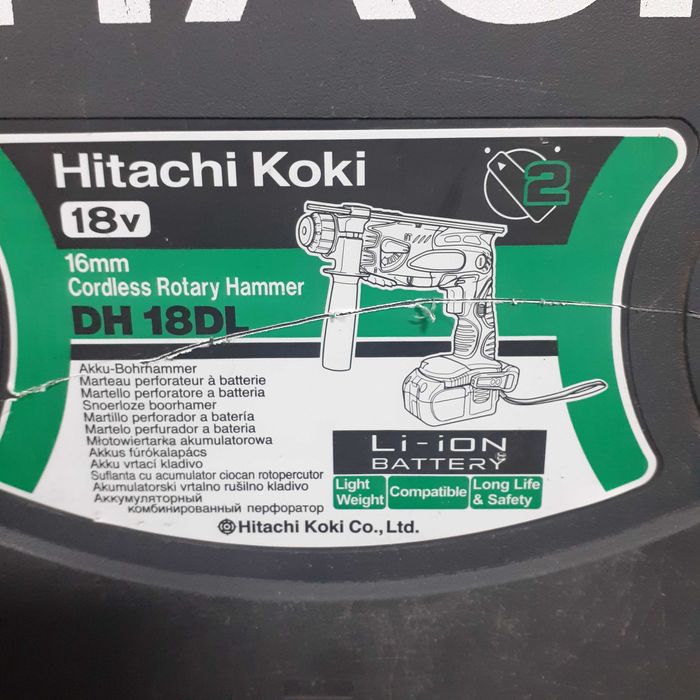 Hitachi Koki
2
18v
16mm
Cordless Rotary Hammer
DH 18DL
Akku-Bohrhammer
Marteau perforateur à batterie
Martello perforatore a batteria
Snoerloze boorhamer
Martillo perforador a batería
Martelo perfurador a bateria
Młotowiertarka akumulatorowa
Akkus fúrókalapács
Akku vrtací kladivo
Suflanta cu acumulator ciocan rotopercutor
Akumulatorski vrtalno rušilno kladivo
Аккумуляторный
комбинированный перфоратор
Li-ion
BATTERY
Light Weight
Compatible
Long Life & Safety
Hitachi Koki Co., Ltd.